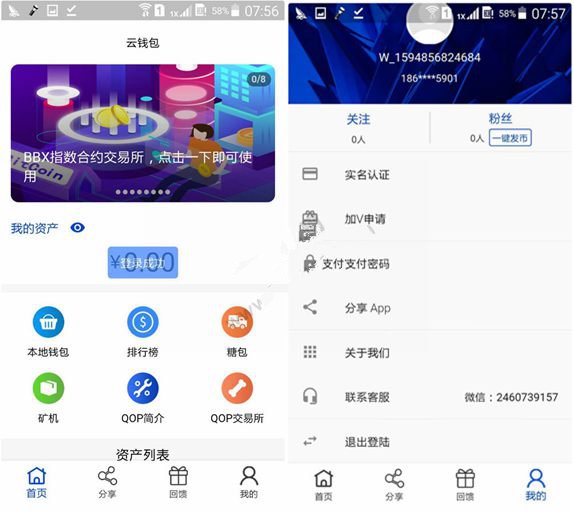 1X 58% 07:56
云钱包
0/8
BBX指数合约交易所，点击一下即可使
用
itCoin
我的资产
¥0.00
登录成功
本地钱包
排行榜
糖包
矿机
QOP简介
QOP交易所
资产列表
首页
分享
回馈
我的
1X 58% 07:57
W_1594856824684
186****5901
关注
粉丝
0人
0人 一键发币
实名认证
加V申请
支付支付密码
分享 App
关于我们
联系客服 微信：2460739157
退出登陆
首页
分享
回馈
我的